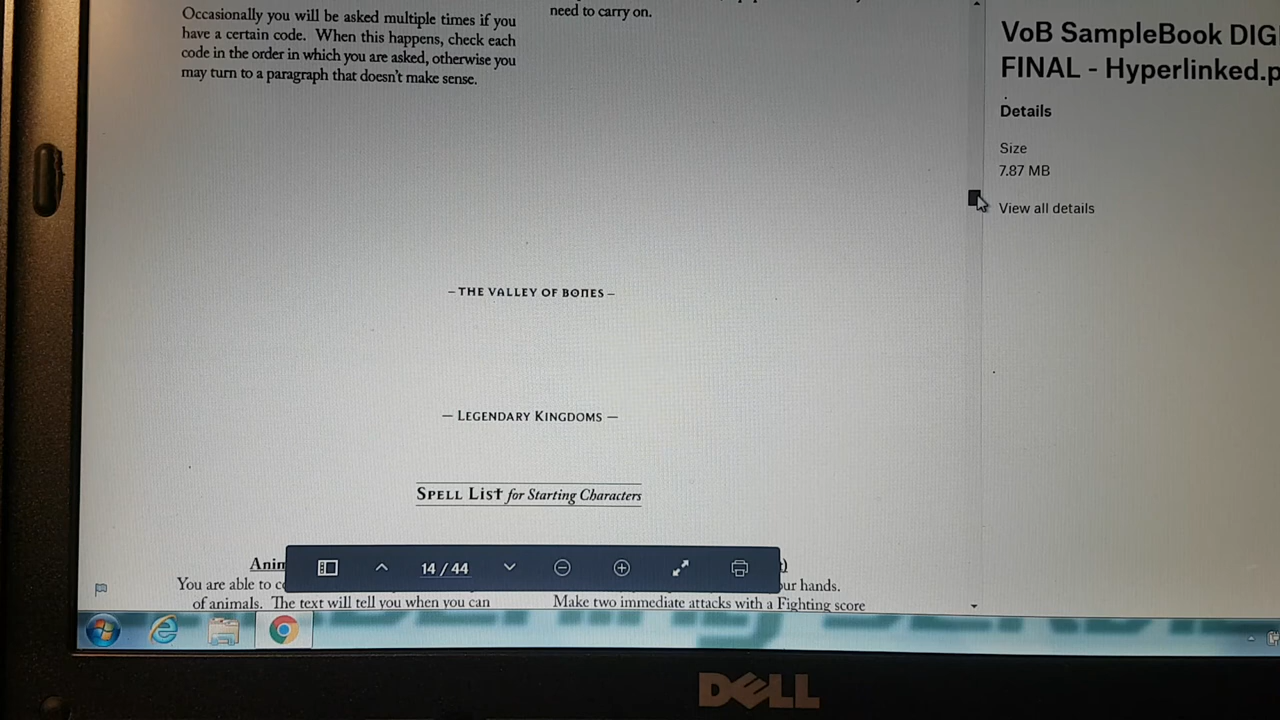 Occasionally you will be asked multiple times if you
have a certain code. When this happens, check each
code in the order in which you are asked, otherwise you
may turn to a paragraph that doesn't make sense.
need to carry on.
– THE VALLEY OF BONES –
— LEGENDARY KINGDOMS —
SPELL LIST for Starting Characters
Anim
You are able to c
of animals. The text will tell you when you can
ur hands.
Make two immediate attacks with a Fighting score
14 / 44
VoB SampleBook DIG
FINAL - Hyperlinked.p
Details
Size
7.87 MB
View all details
DELL